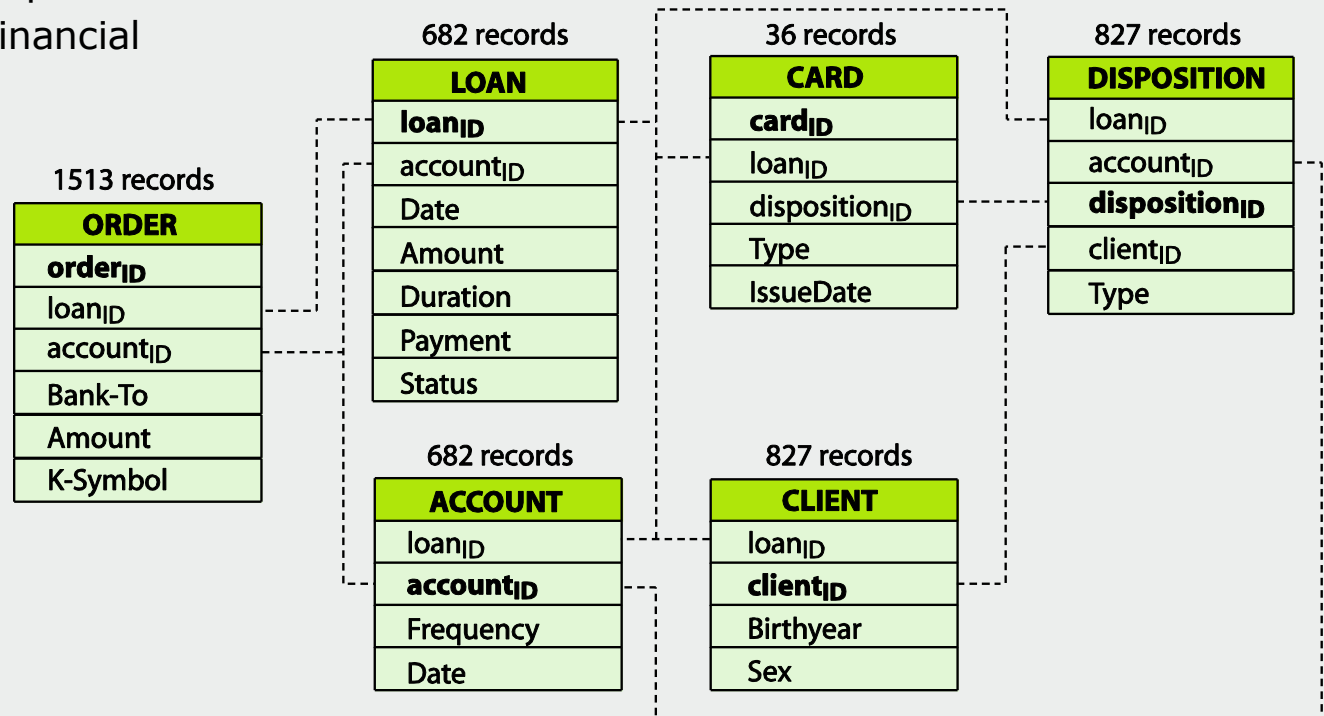 inancial
1513 records
ORDER
orderID
loanID
accountID
Bank-To
Amount
K-Symbol
682 records
LOAN
loanID
accountID
Date
Amount
Duration
Payment
Status
682 records
ACCOUNT
loanID
accountID
Frequency
Date
36 records
CARD
cardID
loanID
dispositionID
Type
IssueDate
827 records
CLIENT
loanID
clientID
Birthyear
Sex
827 records
DISPOSITION
loanID
accountID
dispositionID
clientID
Type